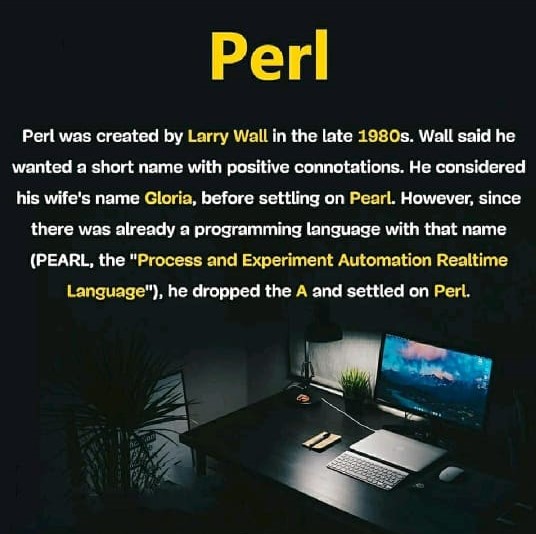 Perl
Perl was created by Larry Wall in the late 1980s. Wall said he
wanted a short name with positive connotations. He considered
his wife's name Gloria, before settling on Pearl. However, since
there was already a programming language with that name
(PEARL, the "Process and Experiment Automation Realtime
Language"), he dropped the A and settled on Perl.